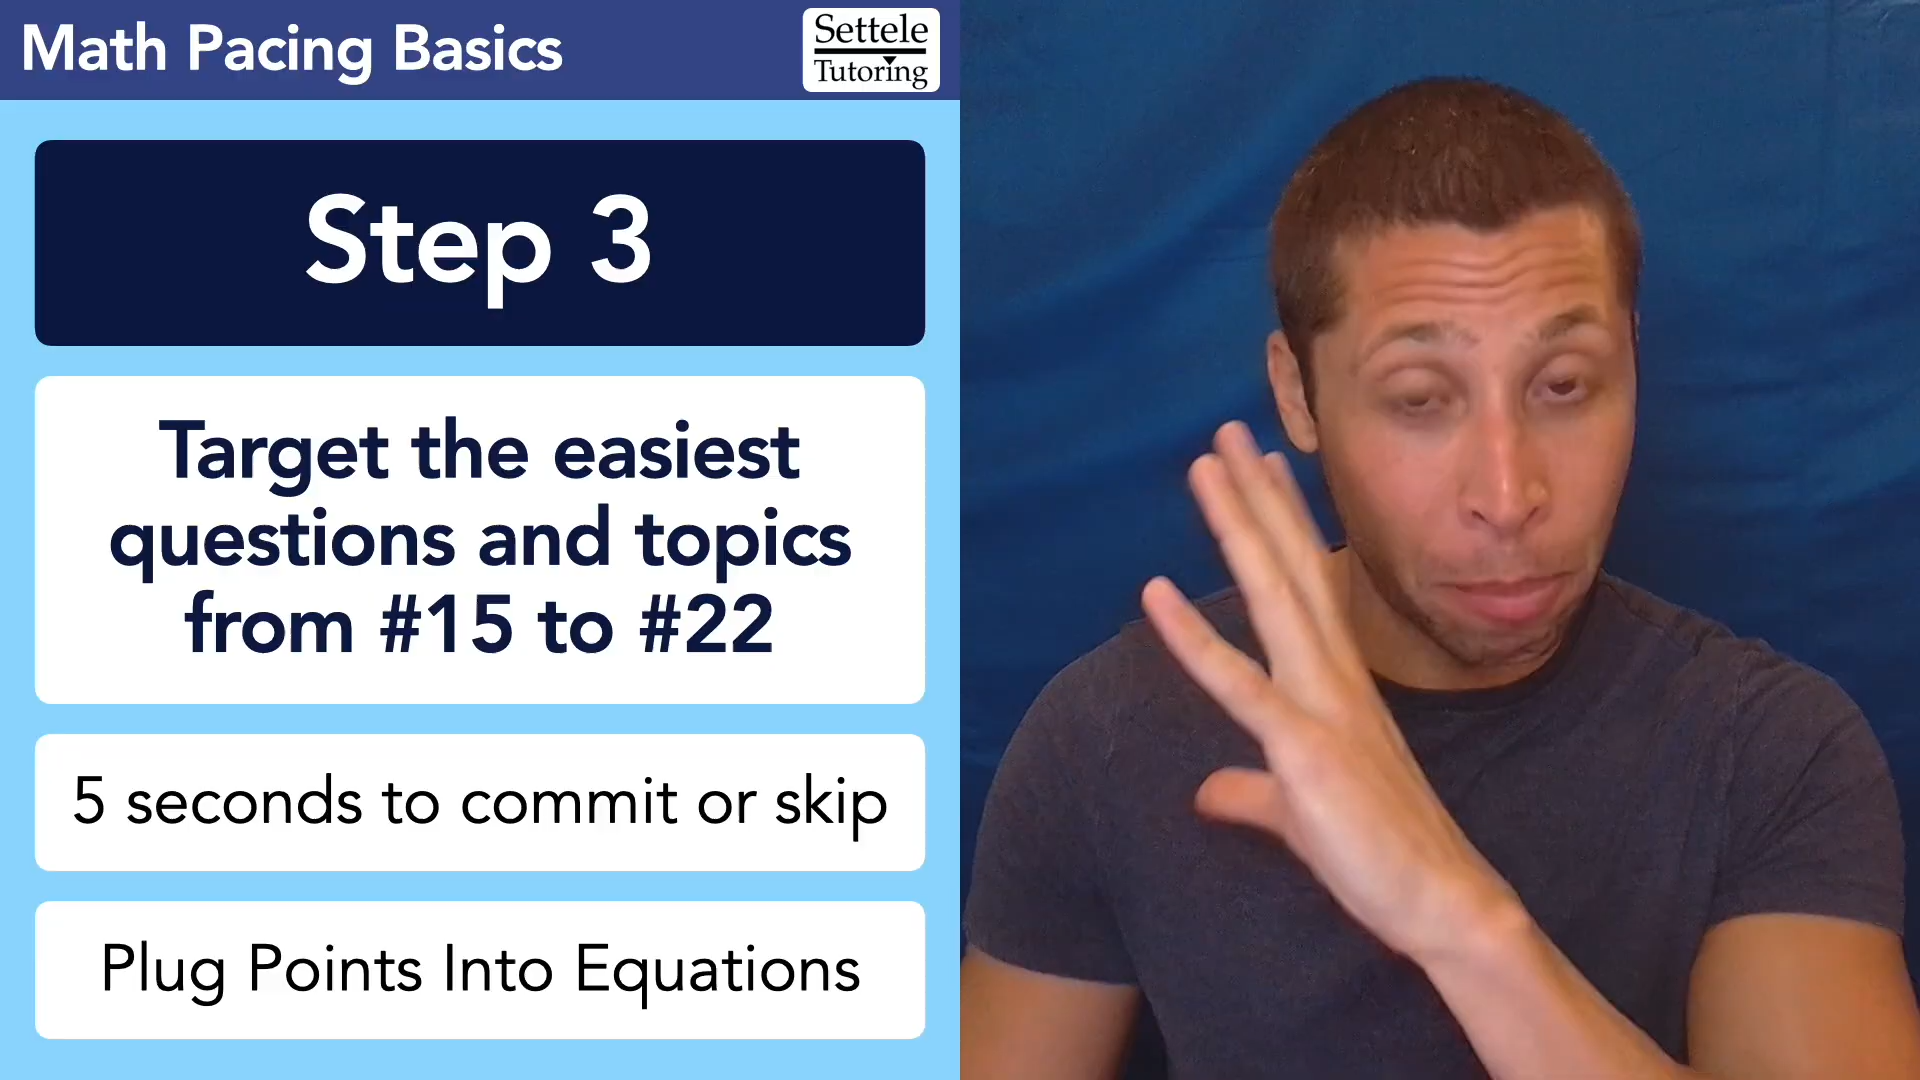 Math Pacing Basics
Settele
Tutoring
Step 3
Target the easiest
questions and topics
from #15 to #22
5 seconds to commit or skip
Plug Points Into Equations